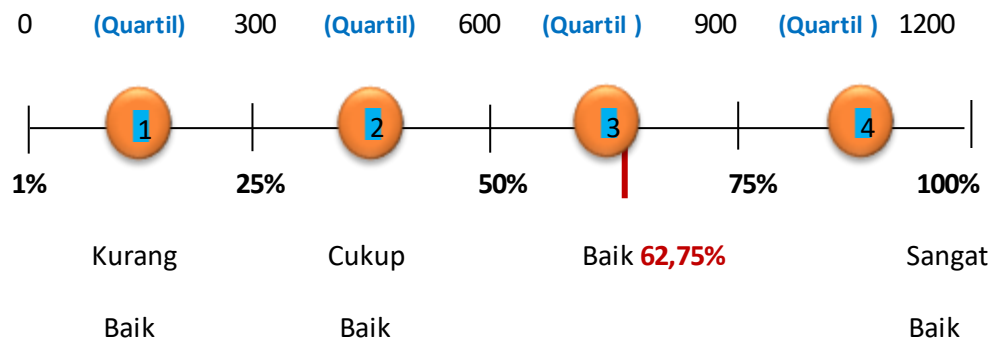 0 (Quartil) 300 (Quartil) 600 (Quartil ) 900 (Quartil ) 1200
1 2 3 4
1% 25% 50% 75% 100%
Kurang Cukup Baik 62,75% Sangat
Baik Baik Baik